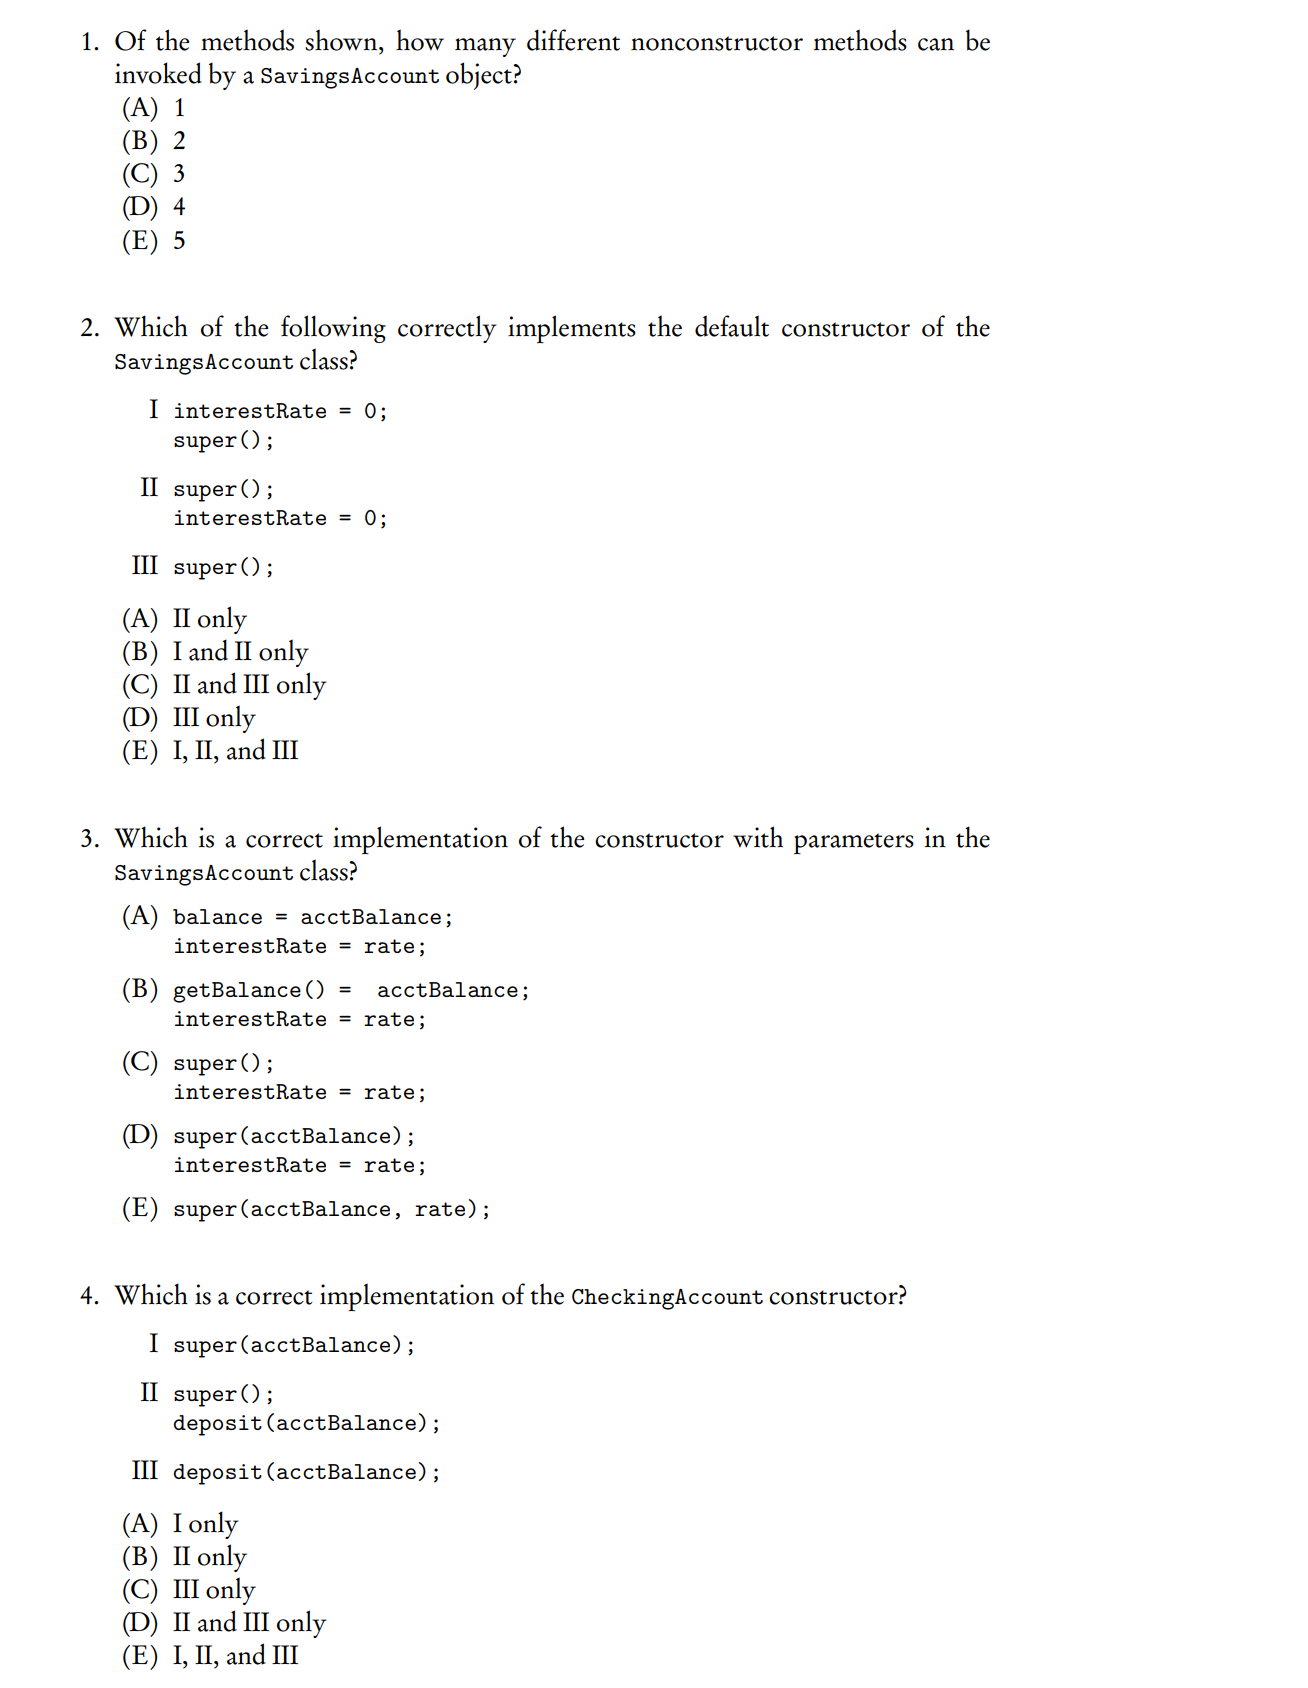 1. Of the methods shown, how many different nonconstructor methods can be
invoked by a SavingsAccount object?
(A) 1
(B) 2
(C) 3
(D) 4
(E) 5
2. Which of the following correctly implements the default constructor of the
SavingsAccount class?
I interestRate = 0;
super();
II super();
interestRate = 0;
III super();
(A) II only
(B) I and II only
(C) II and III only
(D) III only
(E) I, II, and III
3. Which is a correct implementation of the constructor with parameters in the
SavingsAccount class?
(A) balance = acctBalance;
interestRate = rate;
(B) getBalance() =  acctBalance;
interestRate = rate;
(C) super();
interestRate = rate;
(D) super(acctBalance);
interestRate = rate;
(E) super(acctBalance, rate);
4. Which is a correct implementation of the CheckingAccount constructor?
I super(acctBalance);
II super();
deposit(acctBalance);
III deposit(acctBalance);
(A) I only
(B) II only
(C) III only
(D) II and III only
(E) I, II, and III